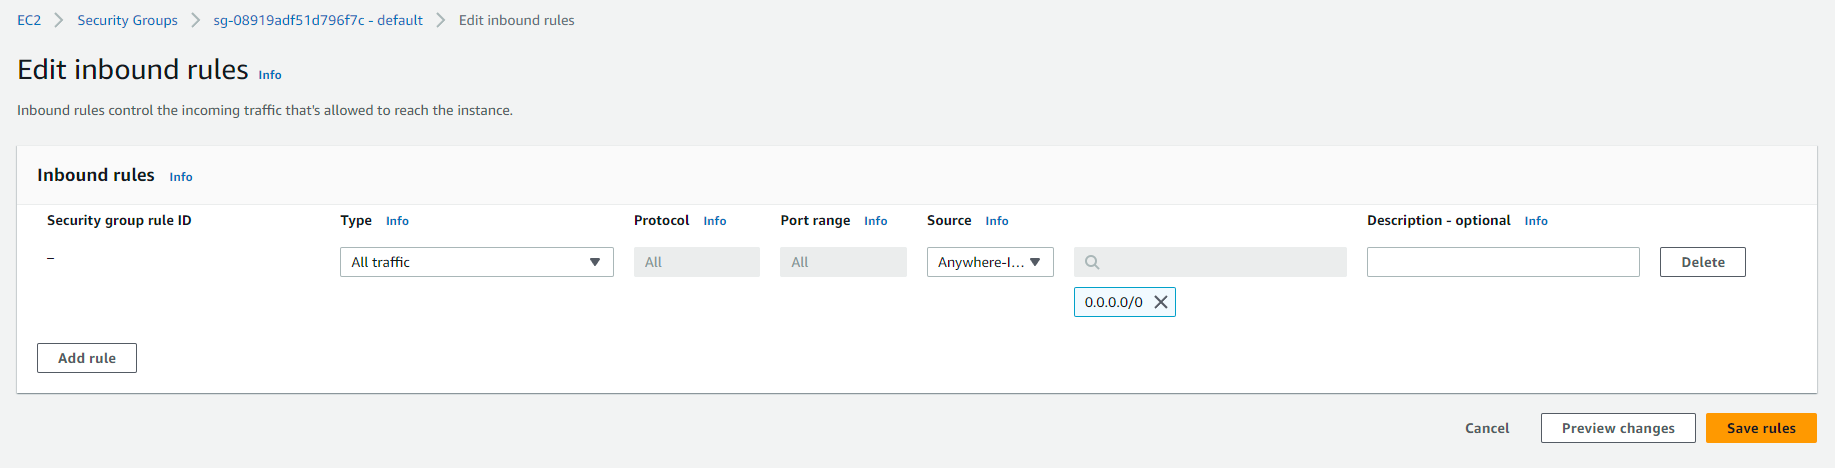 EC2 > Security Groups > sg-08919adf51d796f7c - default > Edit inbound rules
Edit inbound rules Info
Inbound rules control the incoming traffic that's allowed to reach the instance.
Inbound rules Info
Security group rule ID Type Info Protocol Info Port range Info Source Info Description - optional Info
– All traffic All All Anywhere-I... Delete
0.0.0.0/0
Add rule
Cancel Preview changes Save rules